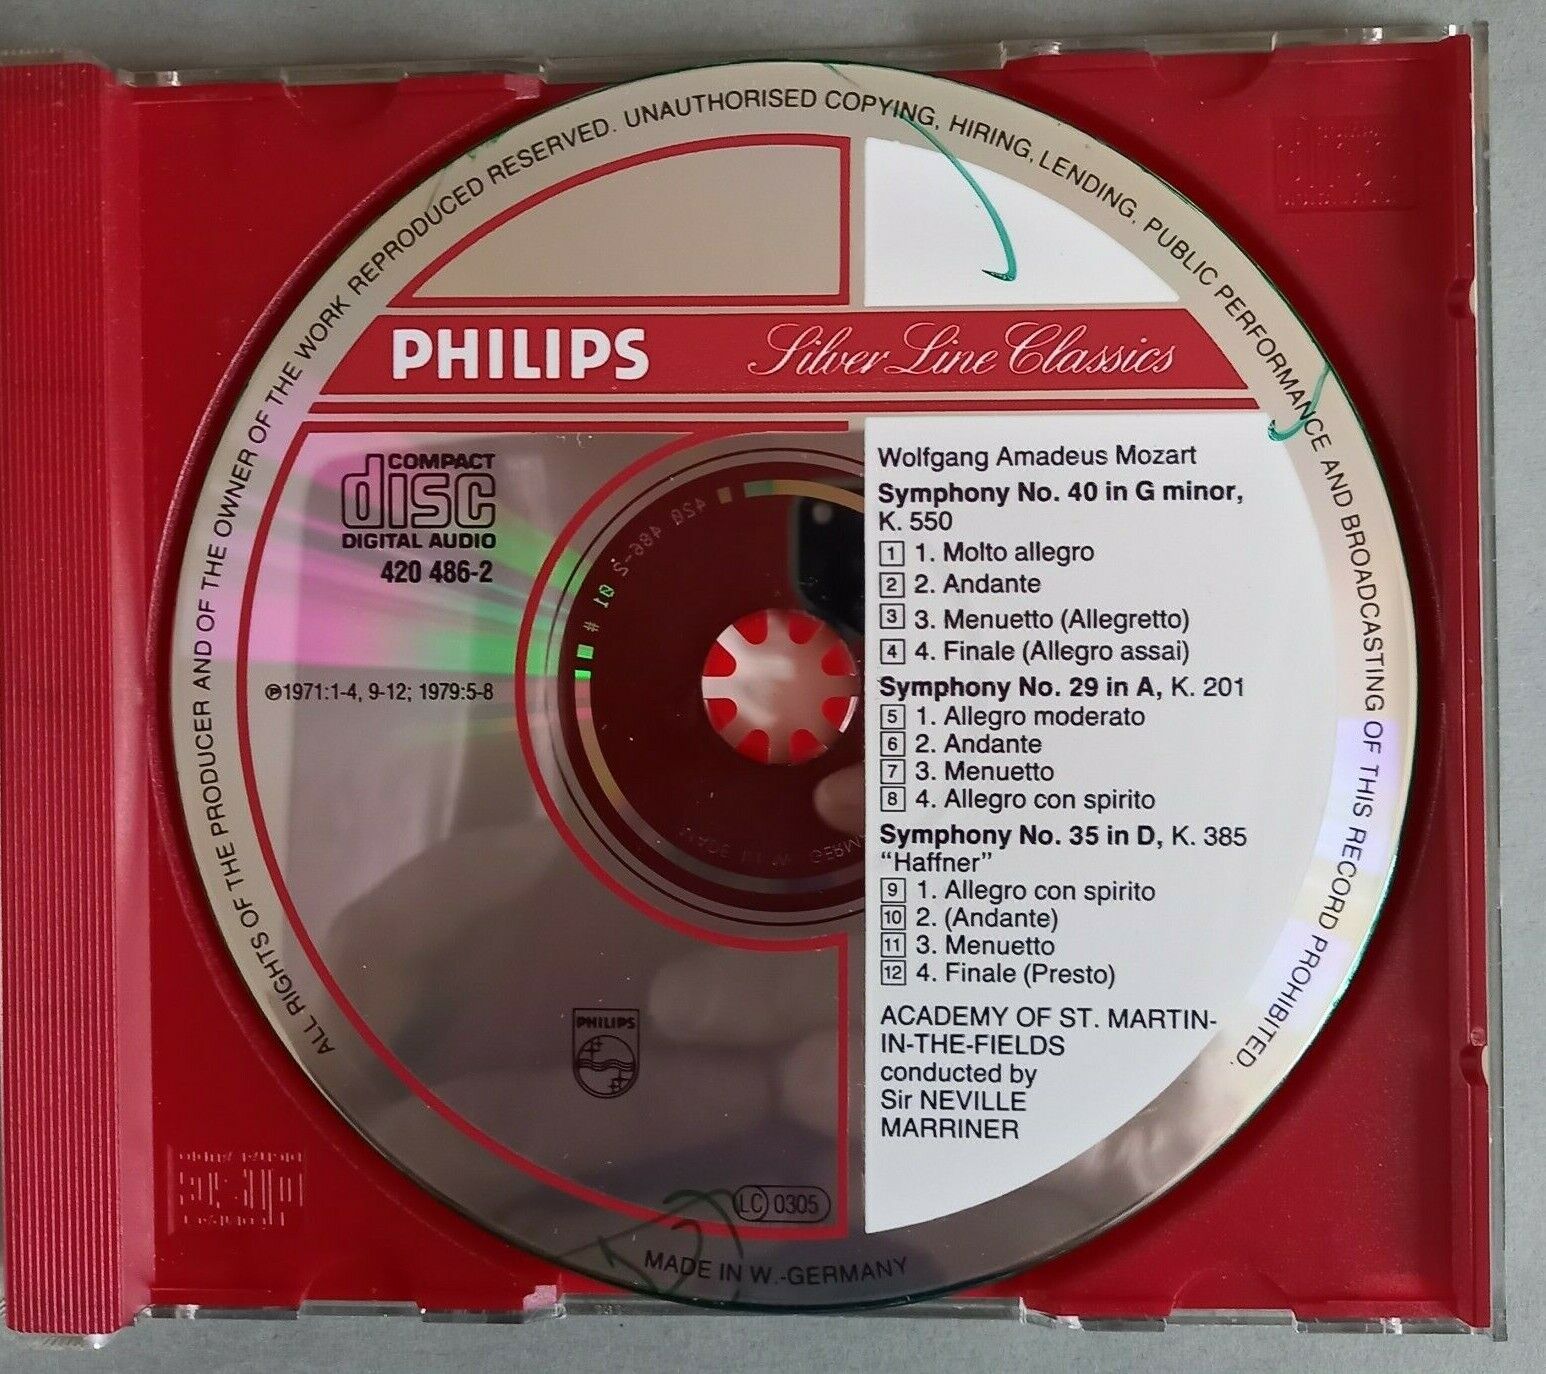 ALL RIGHTS OF THE PRODUCER AND OF THE OWNER OF THE WORK REPRODUCED RESERVED. UNAUTHORISED COPYING, HIRING, LENDING, PUBLIC PERFORMANCE AND BROADCASTING OF THIS RECORD PROHIBITED.
PHILIPS Silver Line Classics
COMPACT
disc
DIGITAL AUDIO
420 486-2
℗1971:1-4, 9-12; 1979:5-8
420 486-2 01 #
Wolfgang Amadeus Mozart
Symphony No. 40 in G minor,
K. 550
1 1. Molto allegro
2 2. Andante
3 3. Menuetto (Allegretto)
4 4. Finale (Allegro assai)
Symphony No. 29 in A, K. 201
5 1. Allegro moderato
6 2. Andante
7 3. Menuetto
8 4. Allegro con spirito
Symphony No. 35 in D, K. 385
“Haffner”
9 1. Allegro con spirito
10 2. (Andante)
11 3. Menuetto
12 4. Finale (Presto)
ACADEMY OF ST. MARTIN-
IN-THE-FIELDS
conducted by
Sir NEVILLE
MARRINER
PHILIPS
LC 0305
MADE IN W.-GERMANY